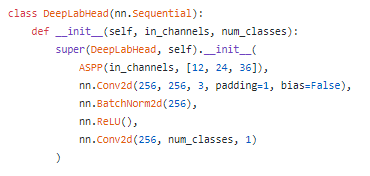 class DeepLabHead(nn.Sequential):
    def __init__(self, in_channels, num_classes):
        super(DeepLabHead, self).__init__(
            ASPP(in_channels, [12, 24, 36]),
            nn.Conv2d(256, 256, 3, padding=1, bias=False),
            nn.BatchNorm2d(256),
            nn.ReLU(),
            nn.Conv2d(256, num_classes, 1)
        )